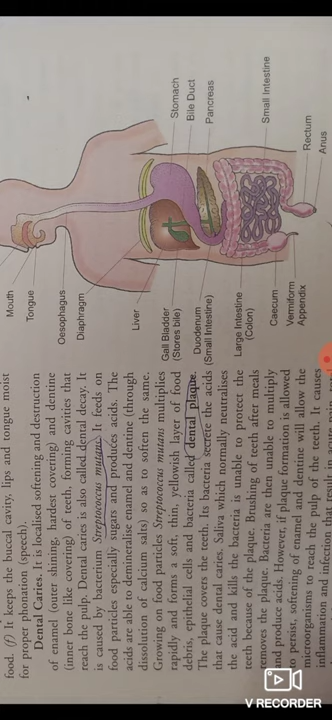 food. (f) It keeps the buccal cavity, lips and tongue moist
for proper phonation (speech).
Dental Caries. It is localised softening and destruction
of enamel (outer shining, hardest covering) and dentine
(inner bone like covering) of teeth, forming cavities that
reach the pulp. Dental caries is also called dental decay. It
is caused by bacterium Streptococcus mutans. It feeds on
food particles especially sugars and produces acids. The
acids are able to demineralise enamel and dentine (through
dissolution of calcium salts) so as to soften the same.
Growing on food particles Streptococcus mutans multiplies
rapidly and forms a soft, thin, yellowish layer of food
debris, epithelial cells and bacteria called dental plaque.
The plaque covers the teeth. Its bacteria secrete the acids
that cause dental caries. Saliva which normally neutralises
the acid and kills the bacteria is unable to protect the
teeth because of the plaque. Brushing of teeth after meals
removes the plaque. Bacteria are then unable to multiply
and produce acids. However, if plaque formation is allowed
to persist, softening of enamel and dentine will allow the
microorganisms to reach the pulp of the teeth. It causes
inflammation and infection that result in acute
Mouth
Tongue
Oesophagus
Diaphragm
Liver
Gall Bladder
(Stores bile)
Duodenum
(Small Intestine)
Large Intestine
(Colon)
Caecum
Vermiform
Appendix
Stomach
Bile Duct
Pancreas
Small Intestine
Rectum
Anus
V RECORDER